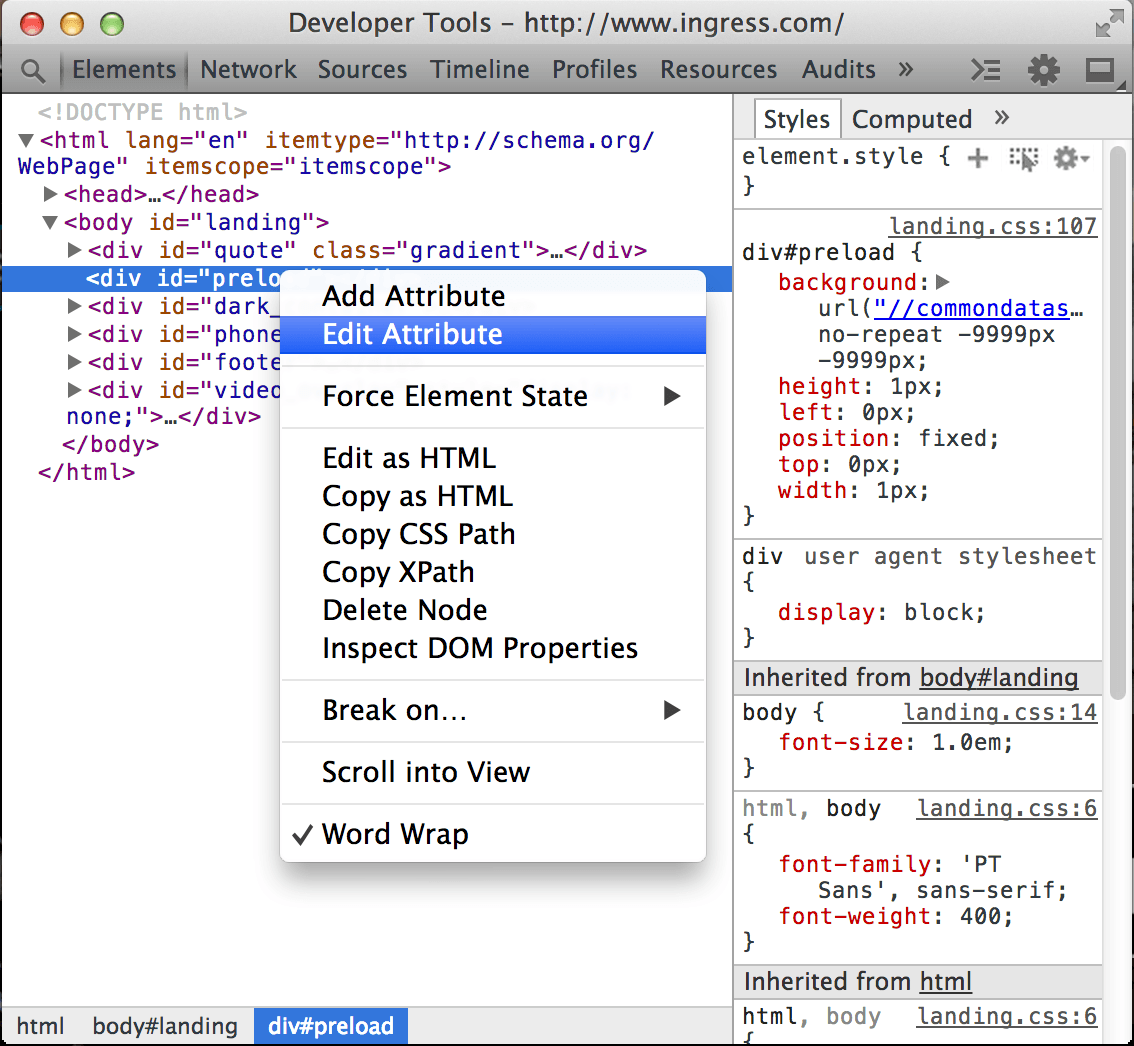 Developer Tools - http://www.ingress.com/
Elements Network Sources Timeline Profiles Resources Audits »
<!DOCTYPE html>
▼<html lang="en" itemtype="http://schema.org/
WebPage" itemscope="itemscope">
▶<head>…</head>
▼<body id="landing">
▶<div id="quote" class="gradient">…</div>
<div id="prelo
▶<div id="dark_
▶<div id="phone
▶<div id="foote
▶<div id="video
none;">…</div>
</body>
</html>
Add Attribute
Edit Attribute
Force Element State ▶
Edit as HTML
Copy as HTML
Copy CSS Path
Copy XPath
Delete Node
Inspect DOM Properties
Break on… ▶
Scroll into View
✓ Word Wrap
html body#landing div#preload
Styles Computed »
element.style {
}
landing.css:107
div#preload {
background:▶
url("//commondatas…
no-repeat -9999px
-9999px;
height: 1px;
left: 0px;
position: fixed;
top: 0px;
width: 1px;
}
div user agent stylesheet
{
display: block;
}
Inherited from body#landing
body { landing.css:14
font-size: 1.0em;
}
html, body landing.css:6
{
font-family: 'PT
Sans', sans-serif;
font-weight: 400;
}
Inherited from html
html, body landing.css:6
{